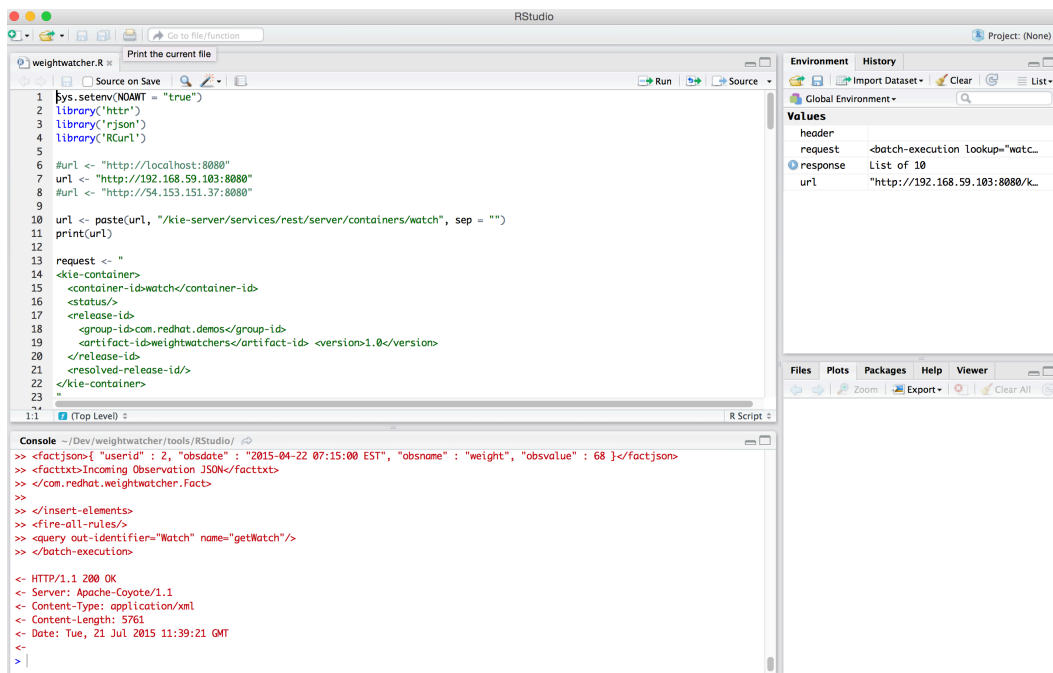 RStudio
Go to file/function
Project: (None)
Print the current file
weightwatcher.R
Source on Save
Run
Source
1 Sys.setenv(NOAWT = "true")
2 library('httr')
3 library('rjson')
4 library('RCurl')
5
6 #url <- "http://localhost:8080"
7 url <- "http://192.168.59.103:8080"
8 #url <- "http://54.153.151.37:8080"
9
10 url <- paste(url, "/kie-server/services/rest/server/containers/watch", sep = "")
11 print(url)
12
13 request <- "
14 <kie-container>
15 <container-id>watch</container-id>
16 <status/>
17 <release-id>
18 <group-id>com.redhat.demos</group-id>
19 <artifact-id>weightwatchers</artifact-id> <version>1.0</version>
20 </release-id>
21 <resolved-release-id/>
22 </kie-container>
23 "
24
1:1 (Top Level) R Script
Console ~/Dev/weightwatcher/tools/RStudio/
>> <factjson>{ "userid" : 2, "obsdate" : "2015-04-22 07:15:00 EST", "obsname" : "weight", "obsvalue" : 68 }</factjson>
>> <facttxt>Incoming Observation JSON</facttxt>
>> </com.redhat.weightwatcher.Fact>
>>
>> </insert-elements>
>> <fire-all-rules/>
>> <query out-identifier="Watch" name="getWatch"/>
>> </batch-execution>
<- HTTP/1.1 200 OK
<- Server: Apache-Coyote/1.1
<- Content-Type: application/xml
<- Content-Length: 5761
<- Date: Tue, 21 Jul 2015 11:39:21 GMT
<-
>
Environment History
Import Dataset Clear List
Global Environment
Values
header
request <batch-execution lookup="watc…
response List of 10
url "http://192.168.59.103:8080/k…
Files Plots Packages Help Viewer
Zoom Export Clear All